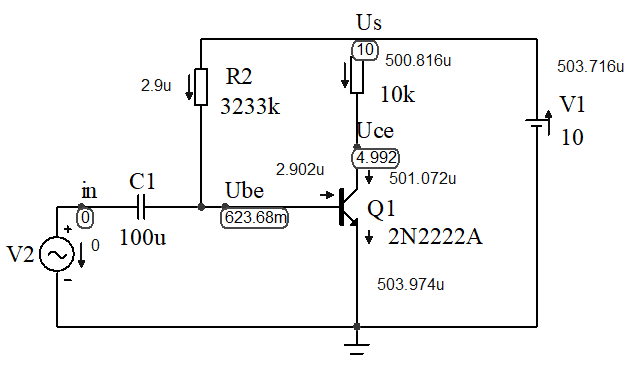 Us
10
500.816u
503.716u
2.9u
R2
3233k
10k
V1
10
Uce
4.992
2.902u
501.072u
in
0
C1
100u
Ube
623.68m
Q1
2N2222A
V2
+
-
0
503.974u